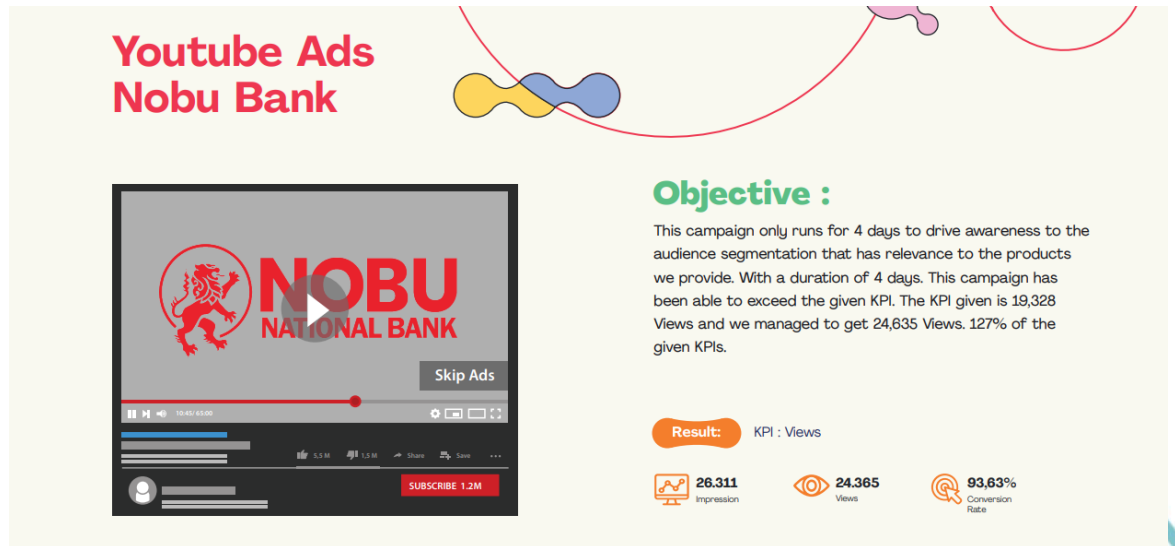 Youtube Ads
Nobu Bank
NOBU
NATIONAL BANK
Skip Ads
10:45/ 65:00
5,5 M
1,5 M
Share
Save
SUBSCRIBE 1.2M
Objective :
This campaign only runs for 4 days to drive awareness to the
audience segmentation that has relevance to the products
we provide. With a duration of 4 days. This campaign has
been able to exceed the given KPI. The KPI given is 19,328
Views and we managed to get 24,635 Views. 127% of the
given KPIs.
Result:
KPI : Views
26.311
Impression
24.365
Views
93,63%
Conversion
Rate